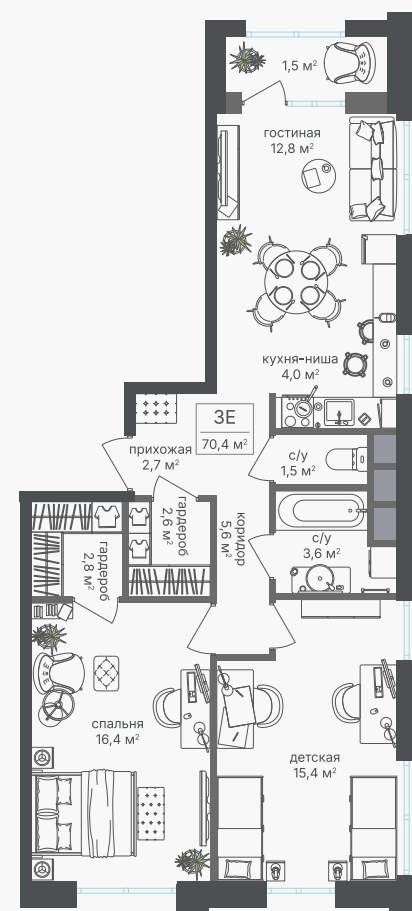 1,5 м²
гостиная
12,8 м²
кухня-ниша
4,0 м²
3Е
70,4 м²
прихожая
2,7 м²
с/у
1,5 м²
гардероб
2,6 м²
коридор
5,6 м²
гардероб
2,8 м²
с/у
3,6 м²
спальня
16,4 м²
детская
15,4 м²